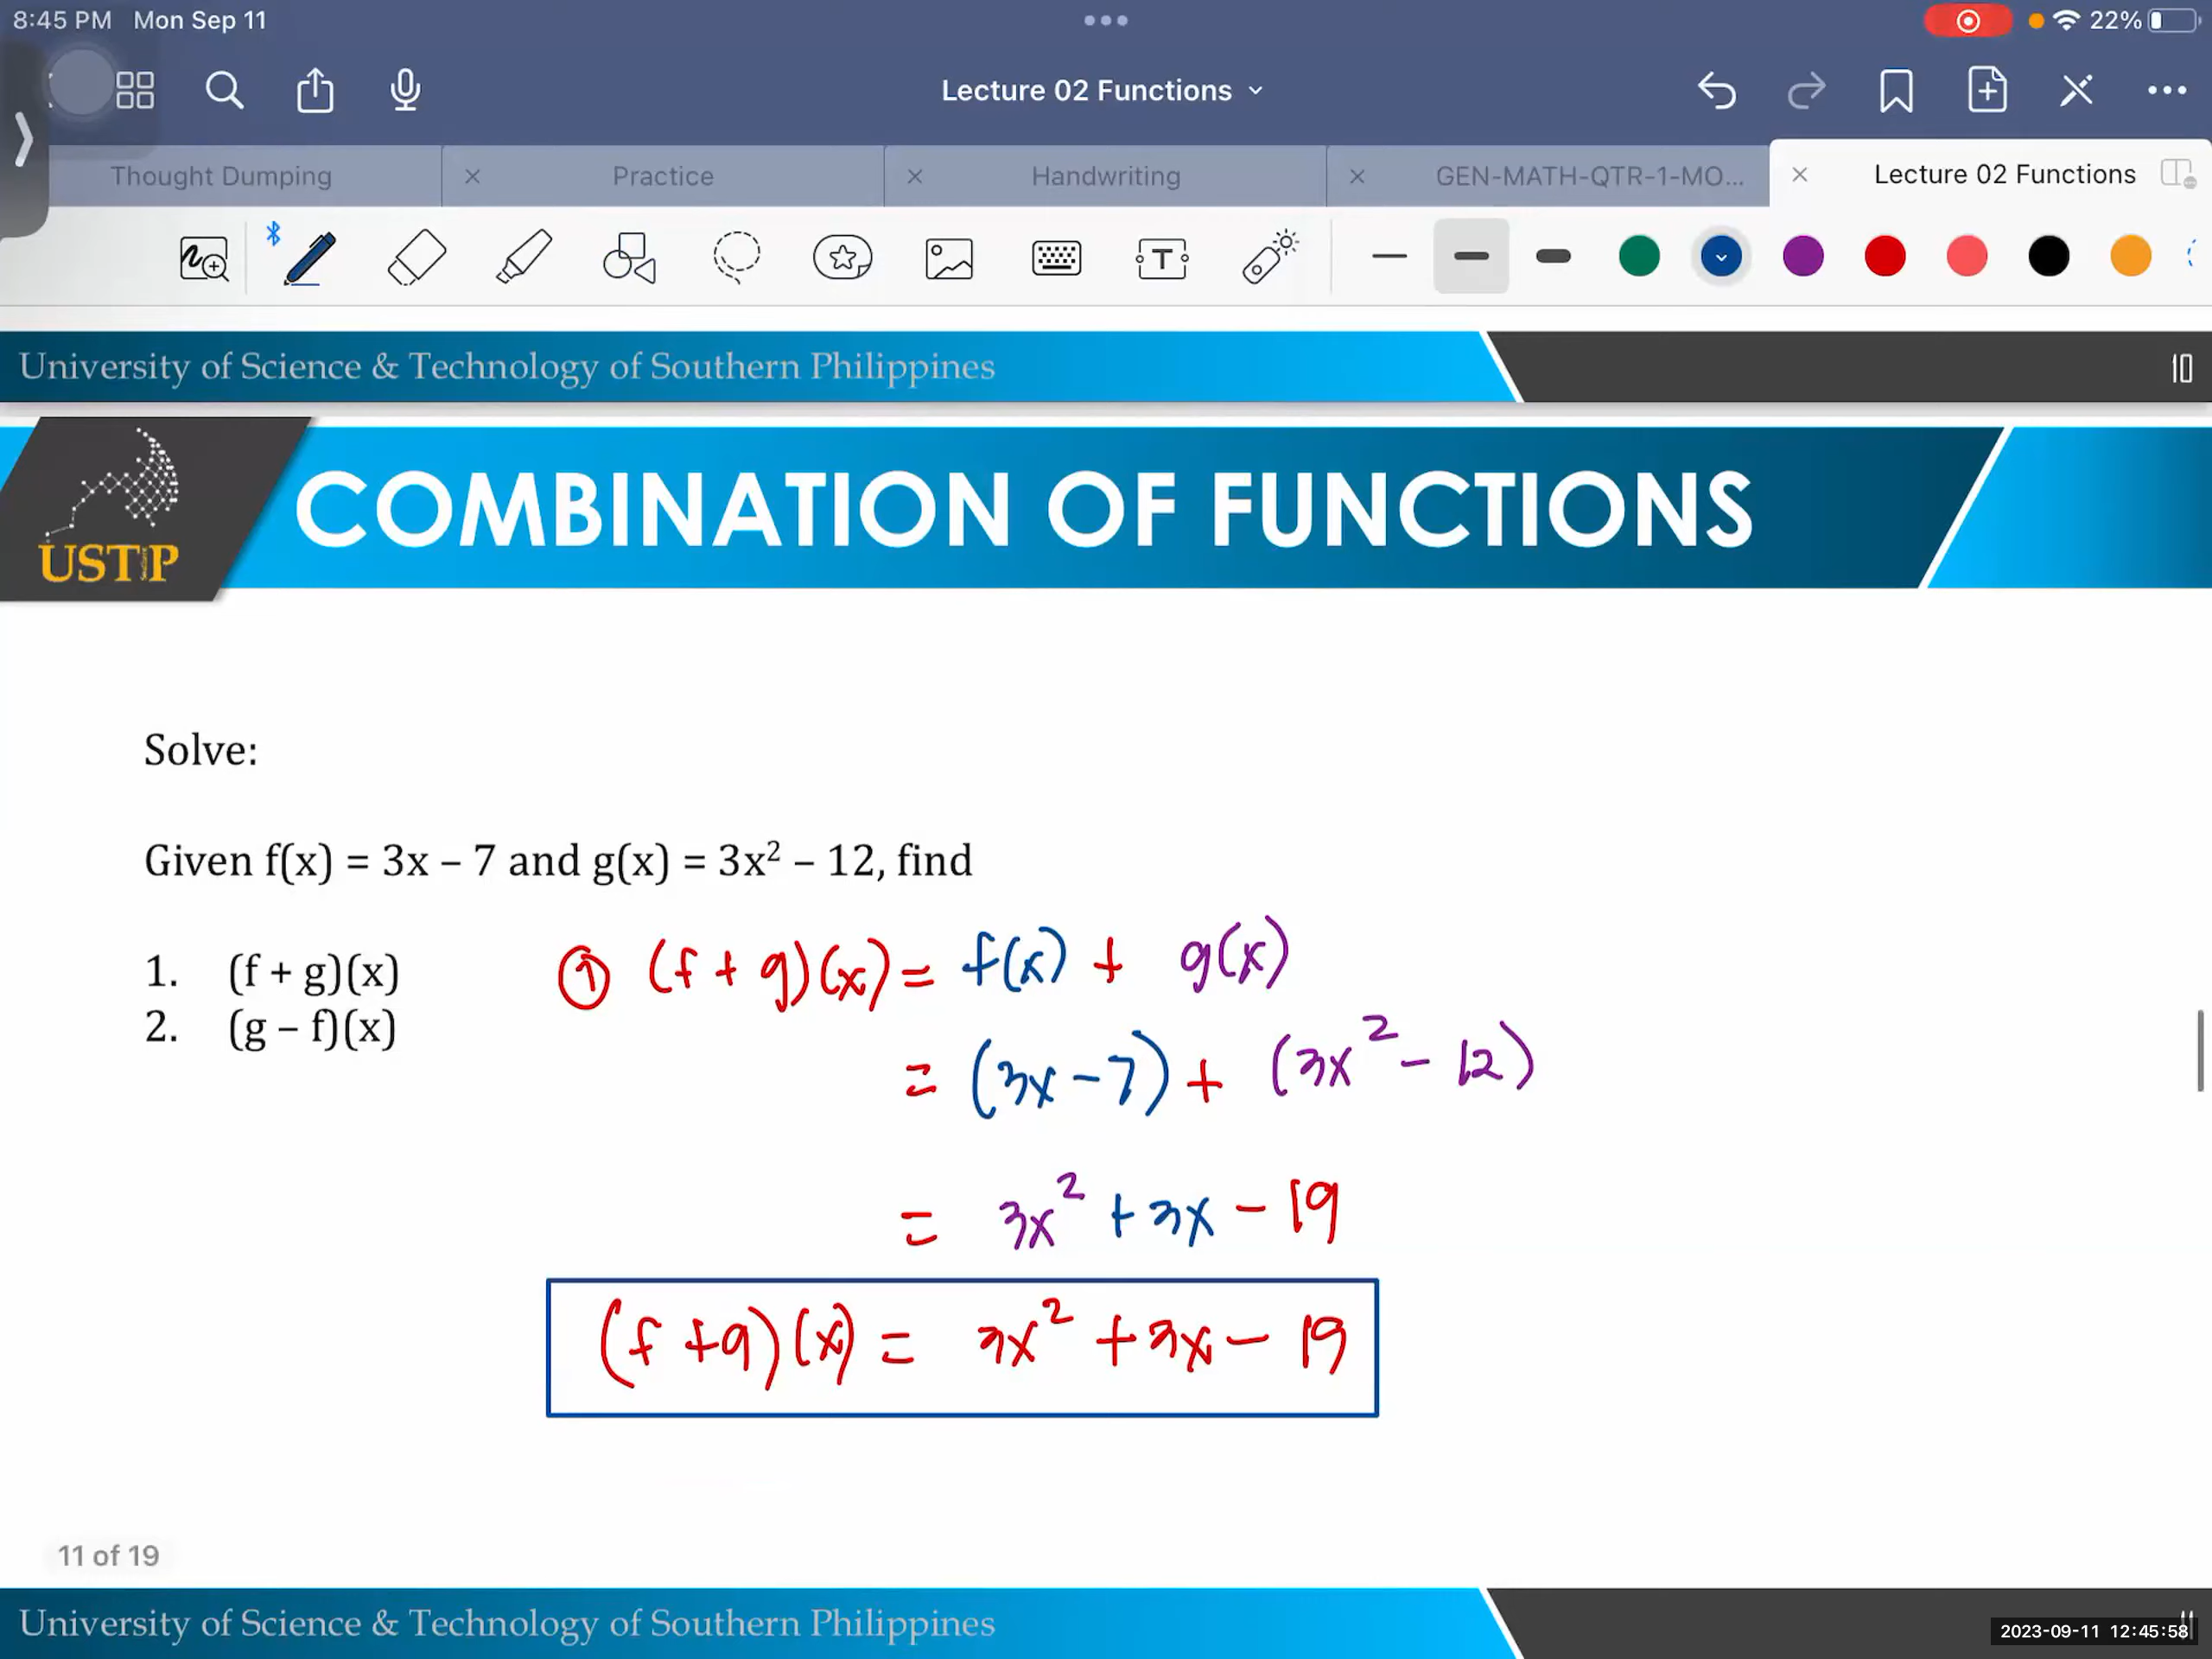 8:45 PM Mon Sep 11
22%
Lecture 02 Functions
Thought Dumping
Practice
Handwriting
GEN-MATH-QTR-1-MO...
Lecture 02 Functions
T
University of Science & Technology of Southern Philippines
10
USTP
COMBINATION OF FUNCTIONS
Solve:
Given f(x) = 3x – 7 and g(x) = 3x² – 12, find
1. (f + g)(x)
2. (g – f)(x)
① (f + g)(x) = f(x) + g(x)
= (3x - 7) + (3x² - 12)
= 3x² + 3x - 19
(f + g)(x) = 3x² + 3x - 19
11 of 19
University of Science & Technology of Southern Philippines
11
2023-09-11 12:45:58